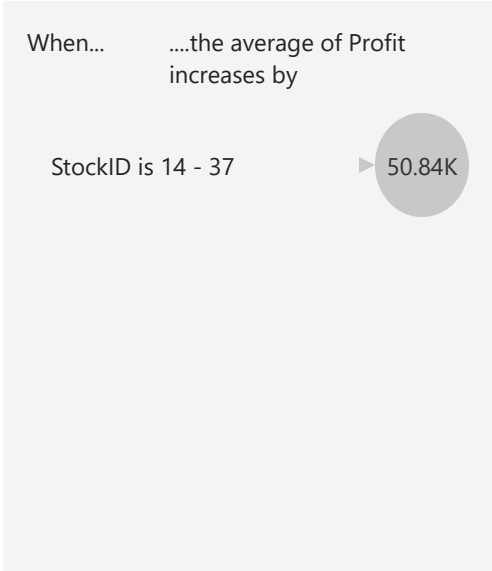 When...
....the average of Profit
increases by
StockID is 14 - 37
50.84K